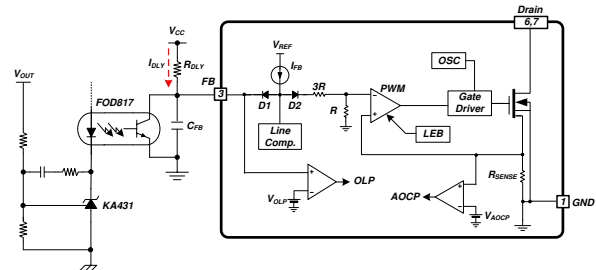 Drain
6,7
VCC
IDLY
RDLY
VREF
IFB
OSC
VOUT
FB
3
3R
PWM
FOD817
D1
D2
Gate
Driver
R
CFB
Line
Comp.
LEB
KA431
VOLP
OLP
AOCP
VAOCP
RSENSE
1
GND